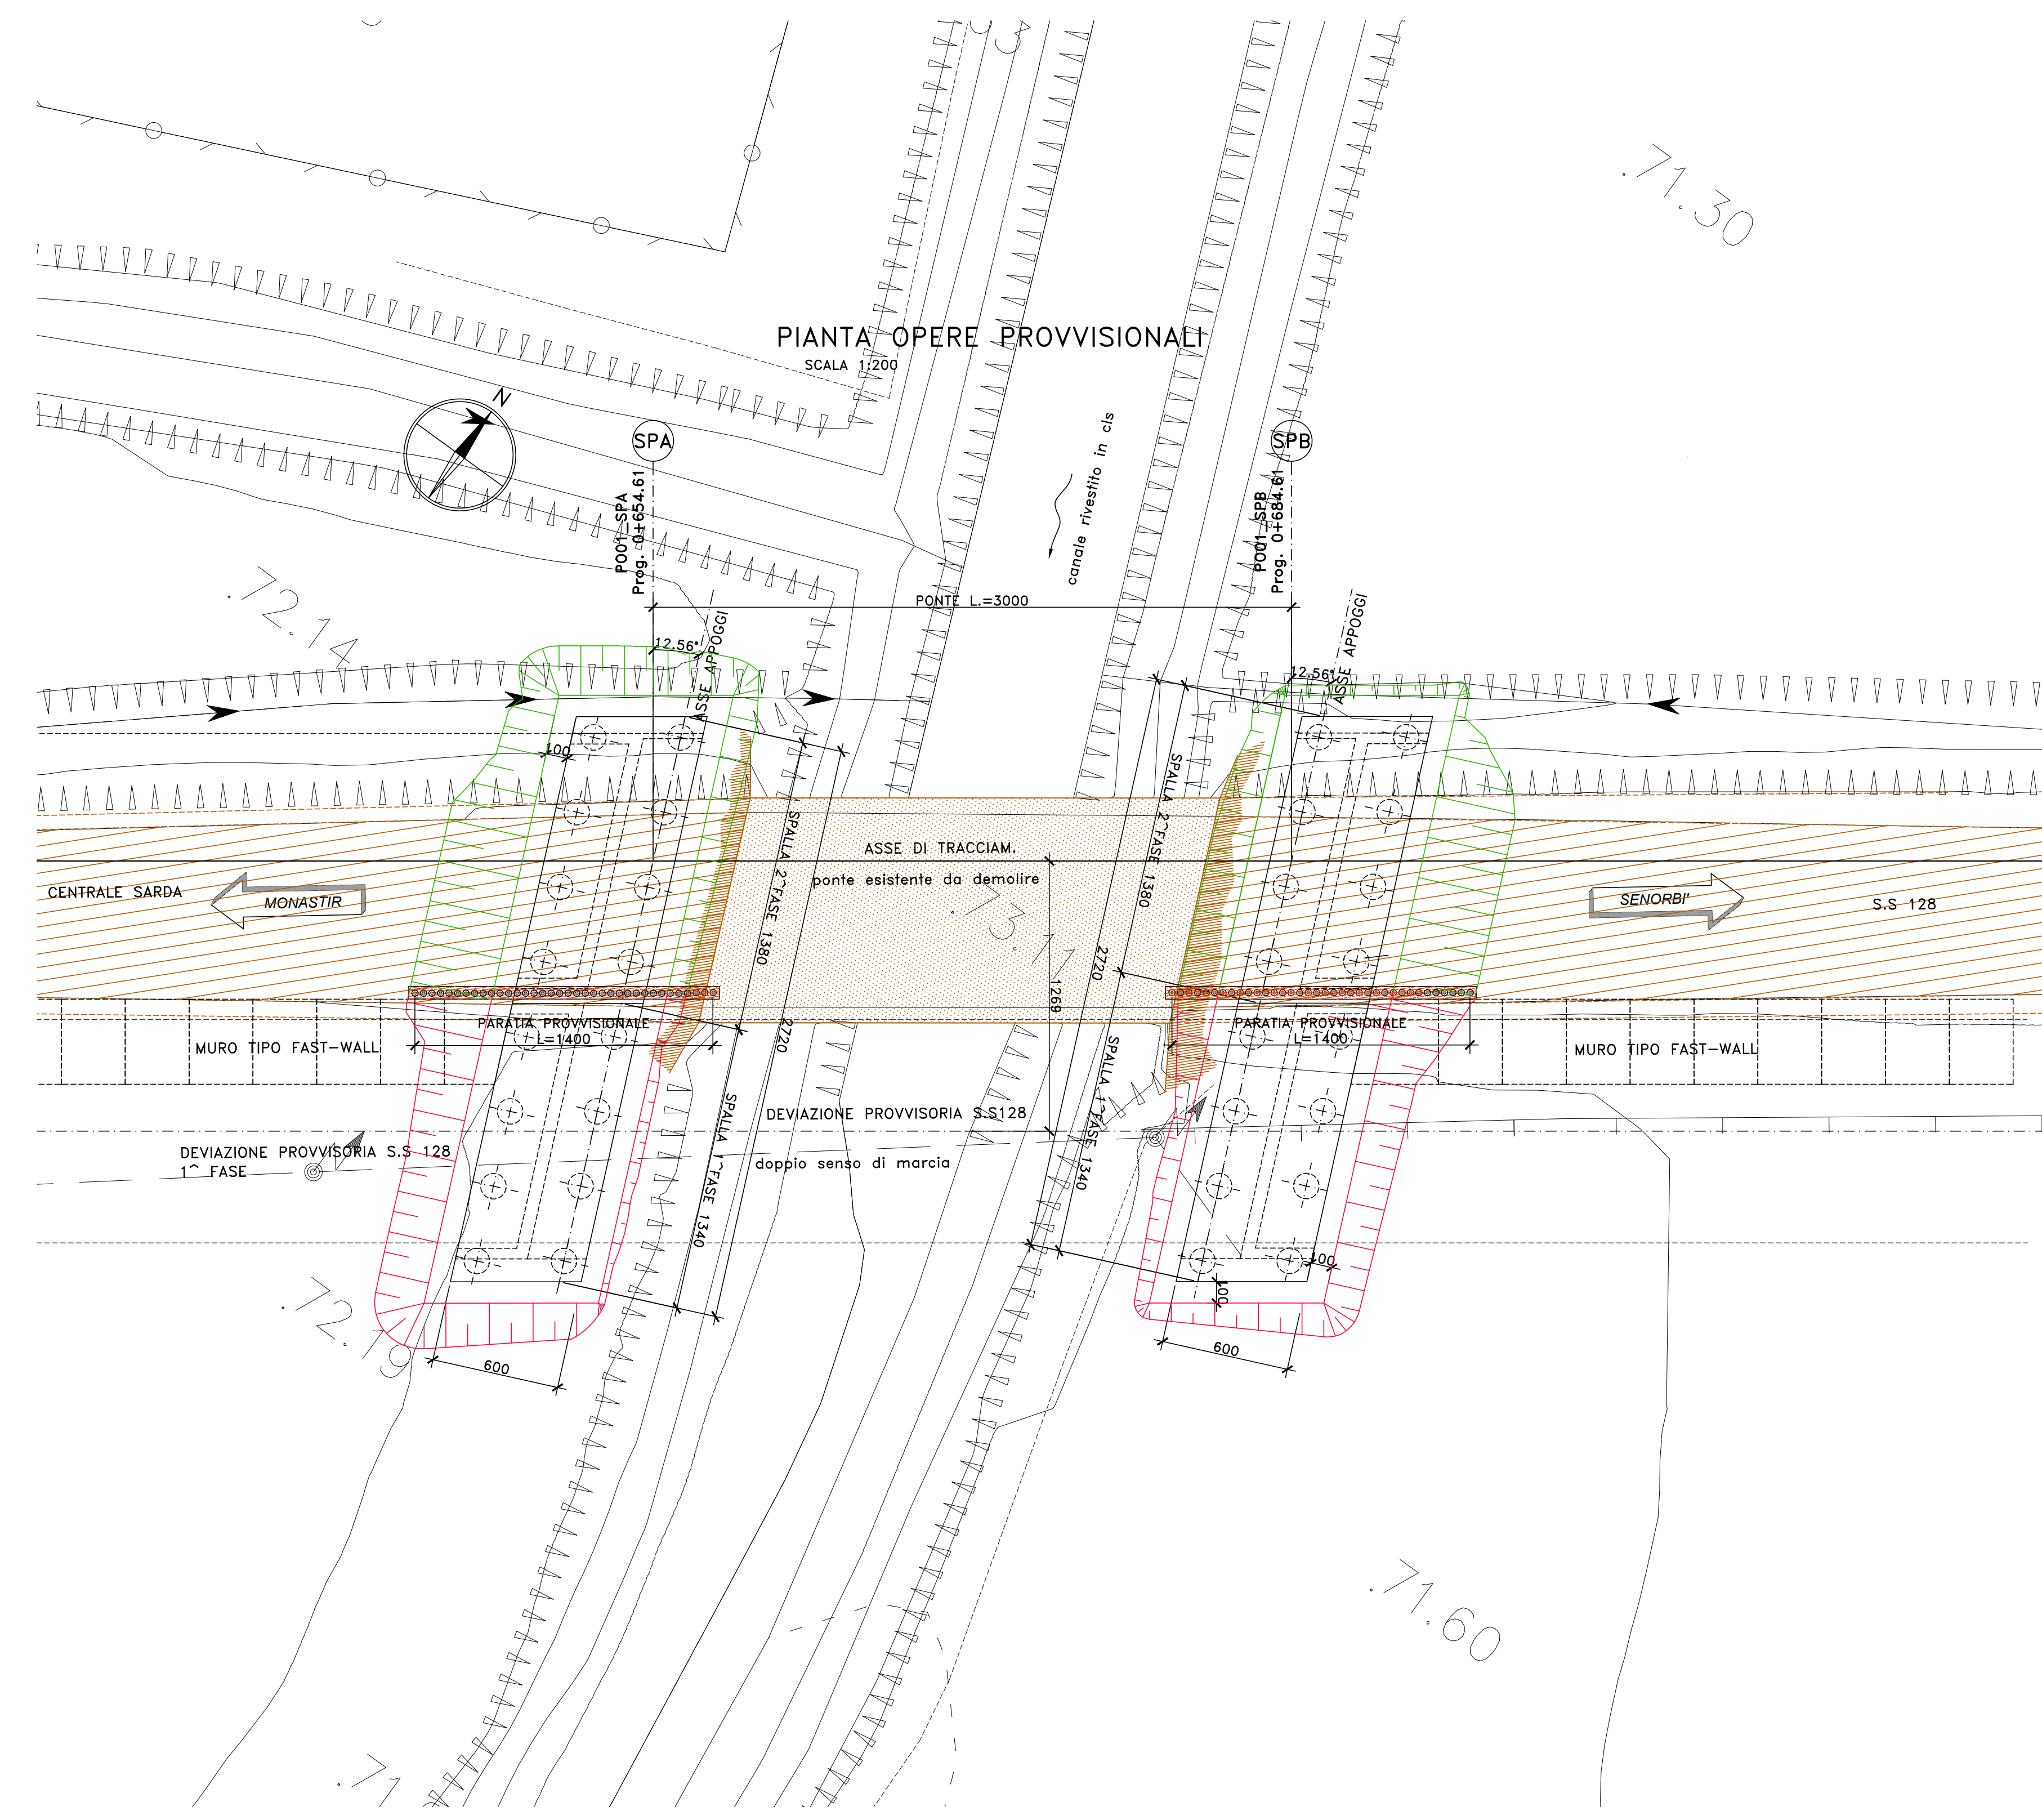 71.30
PIANTA OPERE PROVVISIONALI
SCALA 1:200
N
SPA
SPB
P001-SPA
Prog. 0+654.61
P001-SPB
Prog. 0+684.61
canale rivestito in cls
.72.14
PONTE L.=3000
12.56°
ASSE APPOGGI
12.56°
ASSE APPOGGI
100
SPALLA 2^FASE 1380
SPALLA 2^FASE 1380
ASSE DI TRACCIAM.
ponte esistente da demolire
CENTRALE SARDA
MONASTIR
SENORBI'
S.S 128
2720
2720
1269
PARATIA PROVVISIONALE
L=1400
PARATIA PROVVISIONALE
L=1400
MURO TIPO FAST-WALL
MURO TIPO FAST-WALL
SPALLA 1^FASE 1340
SPALLA 1^FASE 1340
DEVIAZIONE PROVVISORIA S.S128
doppio senso di marcia
DEVIAZIONE PROVVISORIA S.S 128
1^ FASE
100
100
.72.19
600
600
.71.60